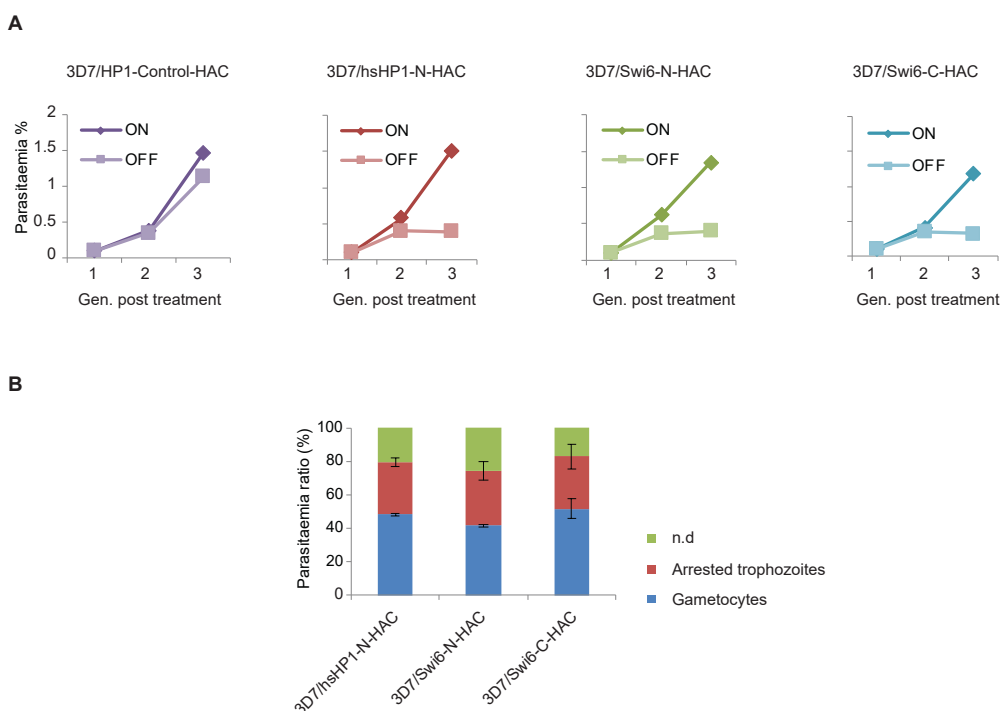 A
3D7/HP1-Control-HAC
3D7/hsHP1-N-HAC
3D7/Swi6-N-HAC
3D7/Swi6-C-HAC
Parasitaemia %
2
1.5
1
0.5
0
ON
OFF
ON
OFF
ON
OFF
ON
OFF
1 2 3
1 2 3
1 2 3
1 2 3
Gen. post treatment
Gen. post treatment
Gen. post treatment
Gen. post treatment
B
Parasitaemia ratio (%)
100
80
60
40
20
0
n.d
Arrested trophozoites
Gametocytes
3D7/hsHP1-N-HAC
3D7/Swi6-N-HAC
3D7/Swi6-C-HAC